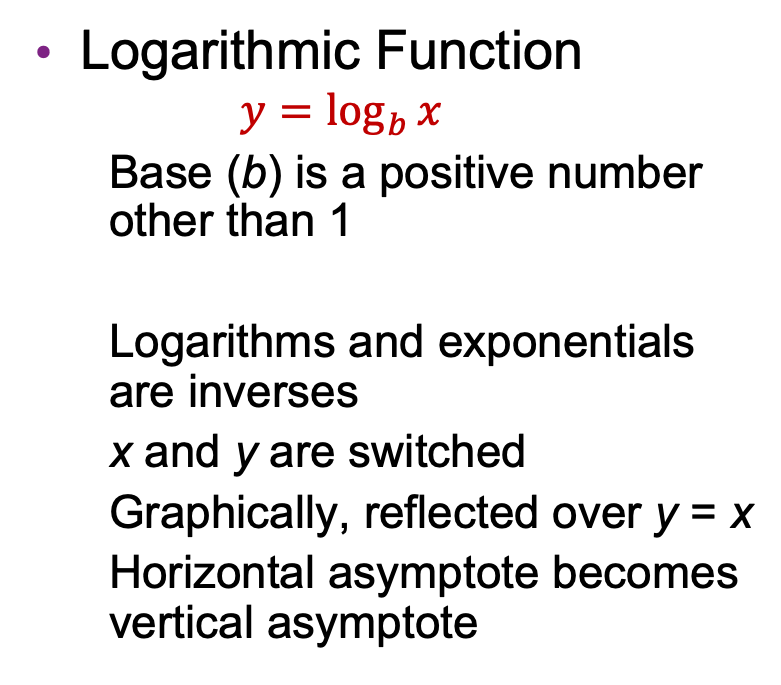 • Logarithmic Function
y = log_b x
Base (b) is a positive number
other than 1
Logarithms and exponentials
are inverses
x and y are switched
Graphically, reflected over y = x
Horizontal asymptote becomes
vertical asymptote